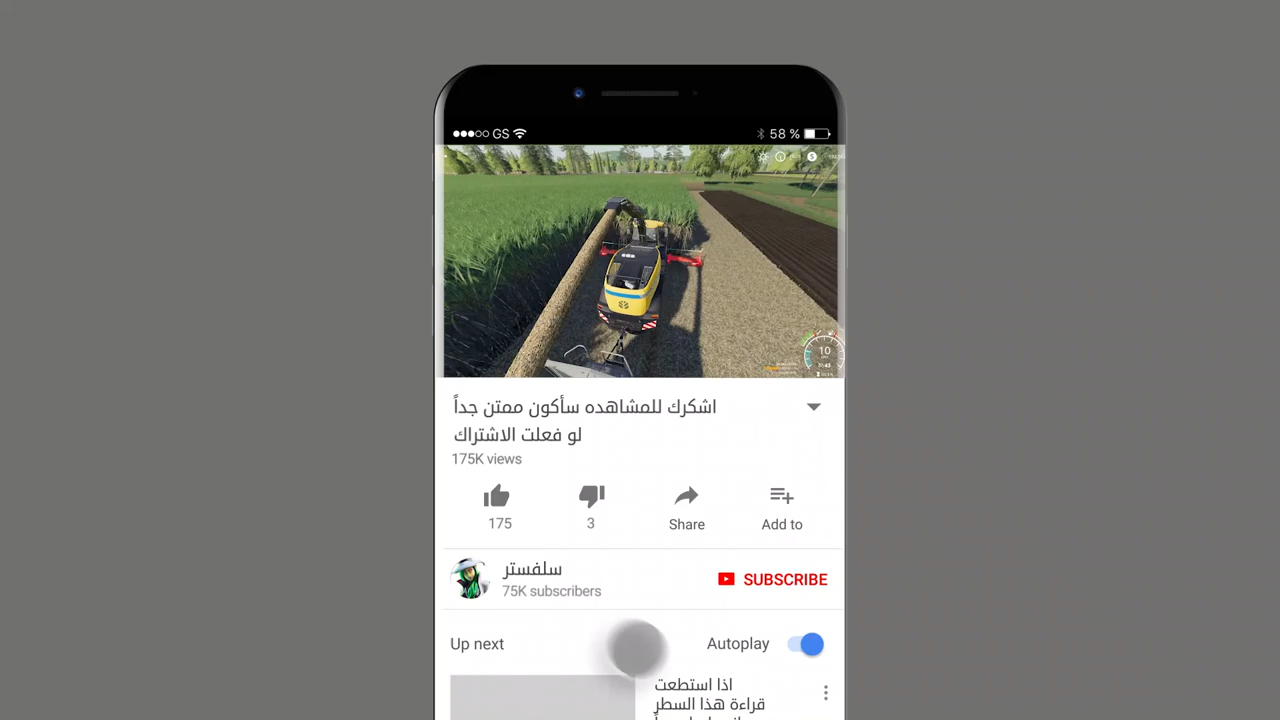 GS
58 %
10
اشكرك للمشاهده سأكون ممتن جداً
لو فعلت الاشتراك
175K views
175
3
Share
Add to
سلفستر
75K subscribers
SUBSCRIBE
Up next
Autoplay
اذا استطعت
قراءة هذا السطر